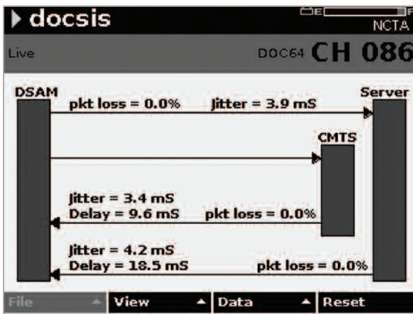 docsis
E F
NCTA
Live DOC64 CH 086
DSAM Server
pkt loss = 0.0% Jitter = 3.9 mS
CMTS
Jitter = 3.4 mS
Delay = 9.6 mS pkt loss = 0.0%
Jitter = 4.2 mS
Delay = 18.5 mS pkt loss = 0.0%
File View Data Reset